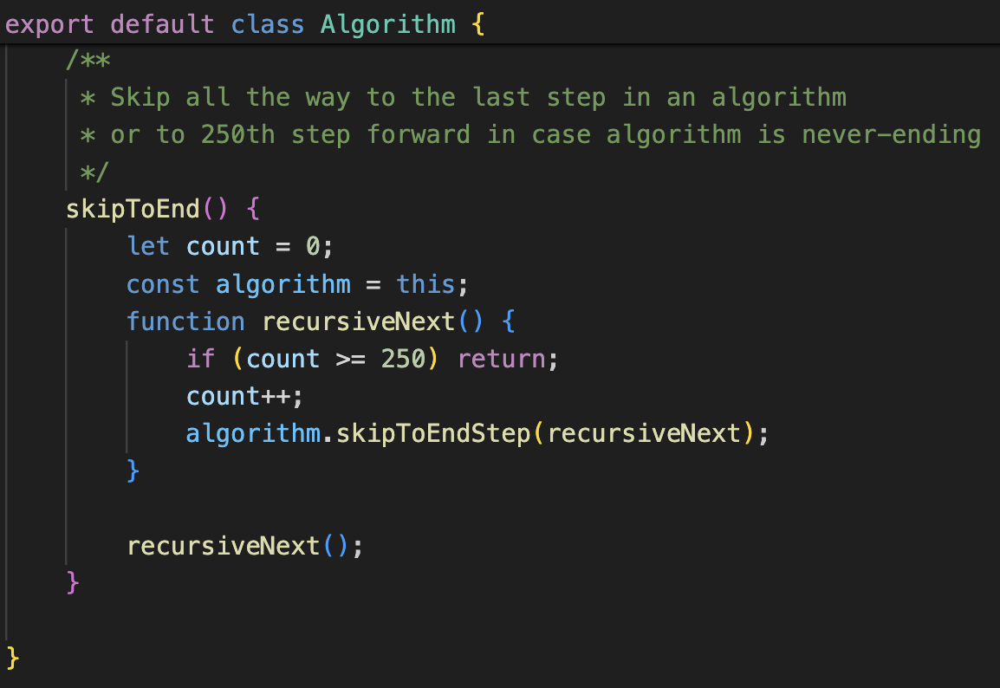 export default class Algorithm {
/**
* Skip all the way to the last step in an algorithm
* or to 250th step forward in case algorithm is never-ending
*/
skipToEnd() {
let count = 0;
const algorithm = this;
function recursiveNext() {
if (count >= 250) return;
count++;
algorithm.skipToEndStep(recursiveNext);
}
recursiveNext();
}
}